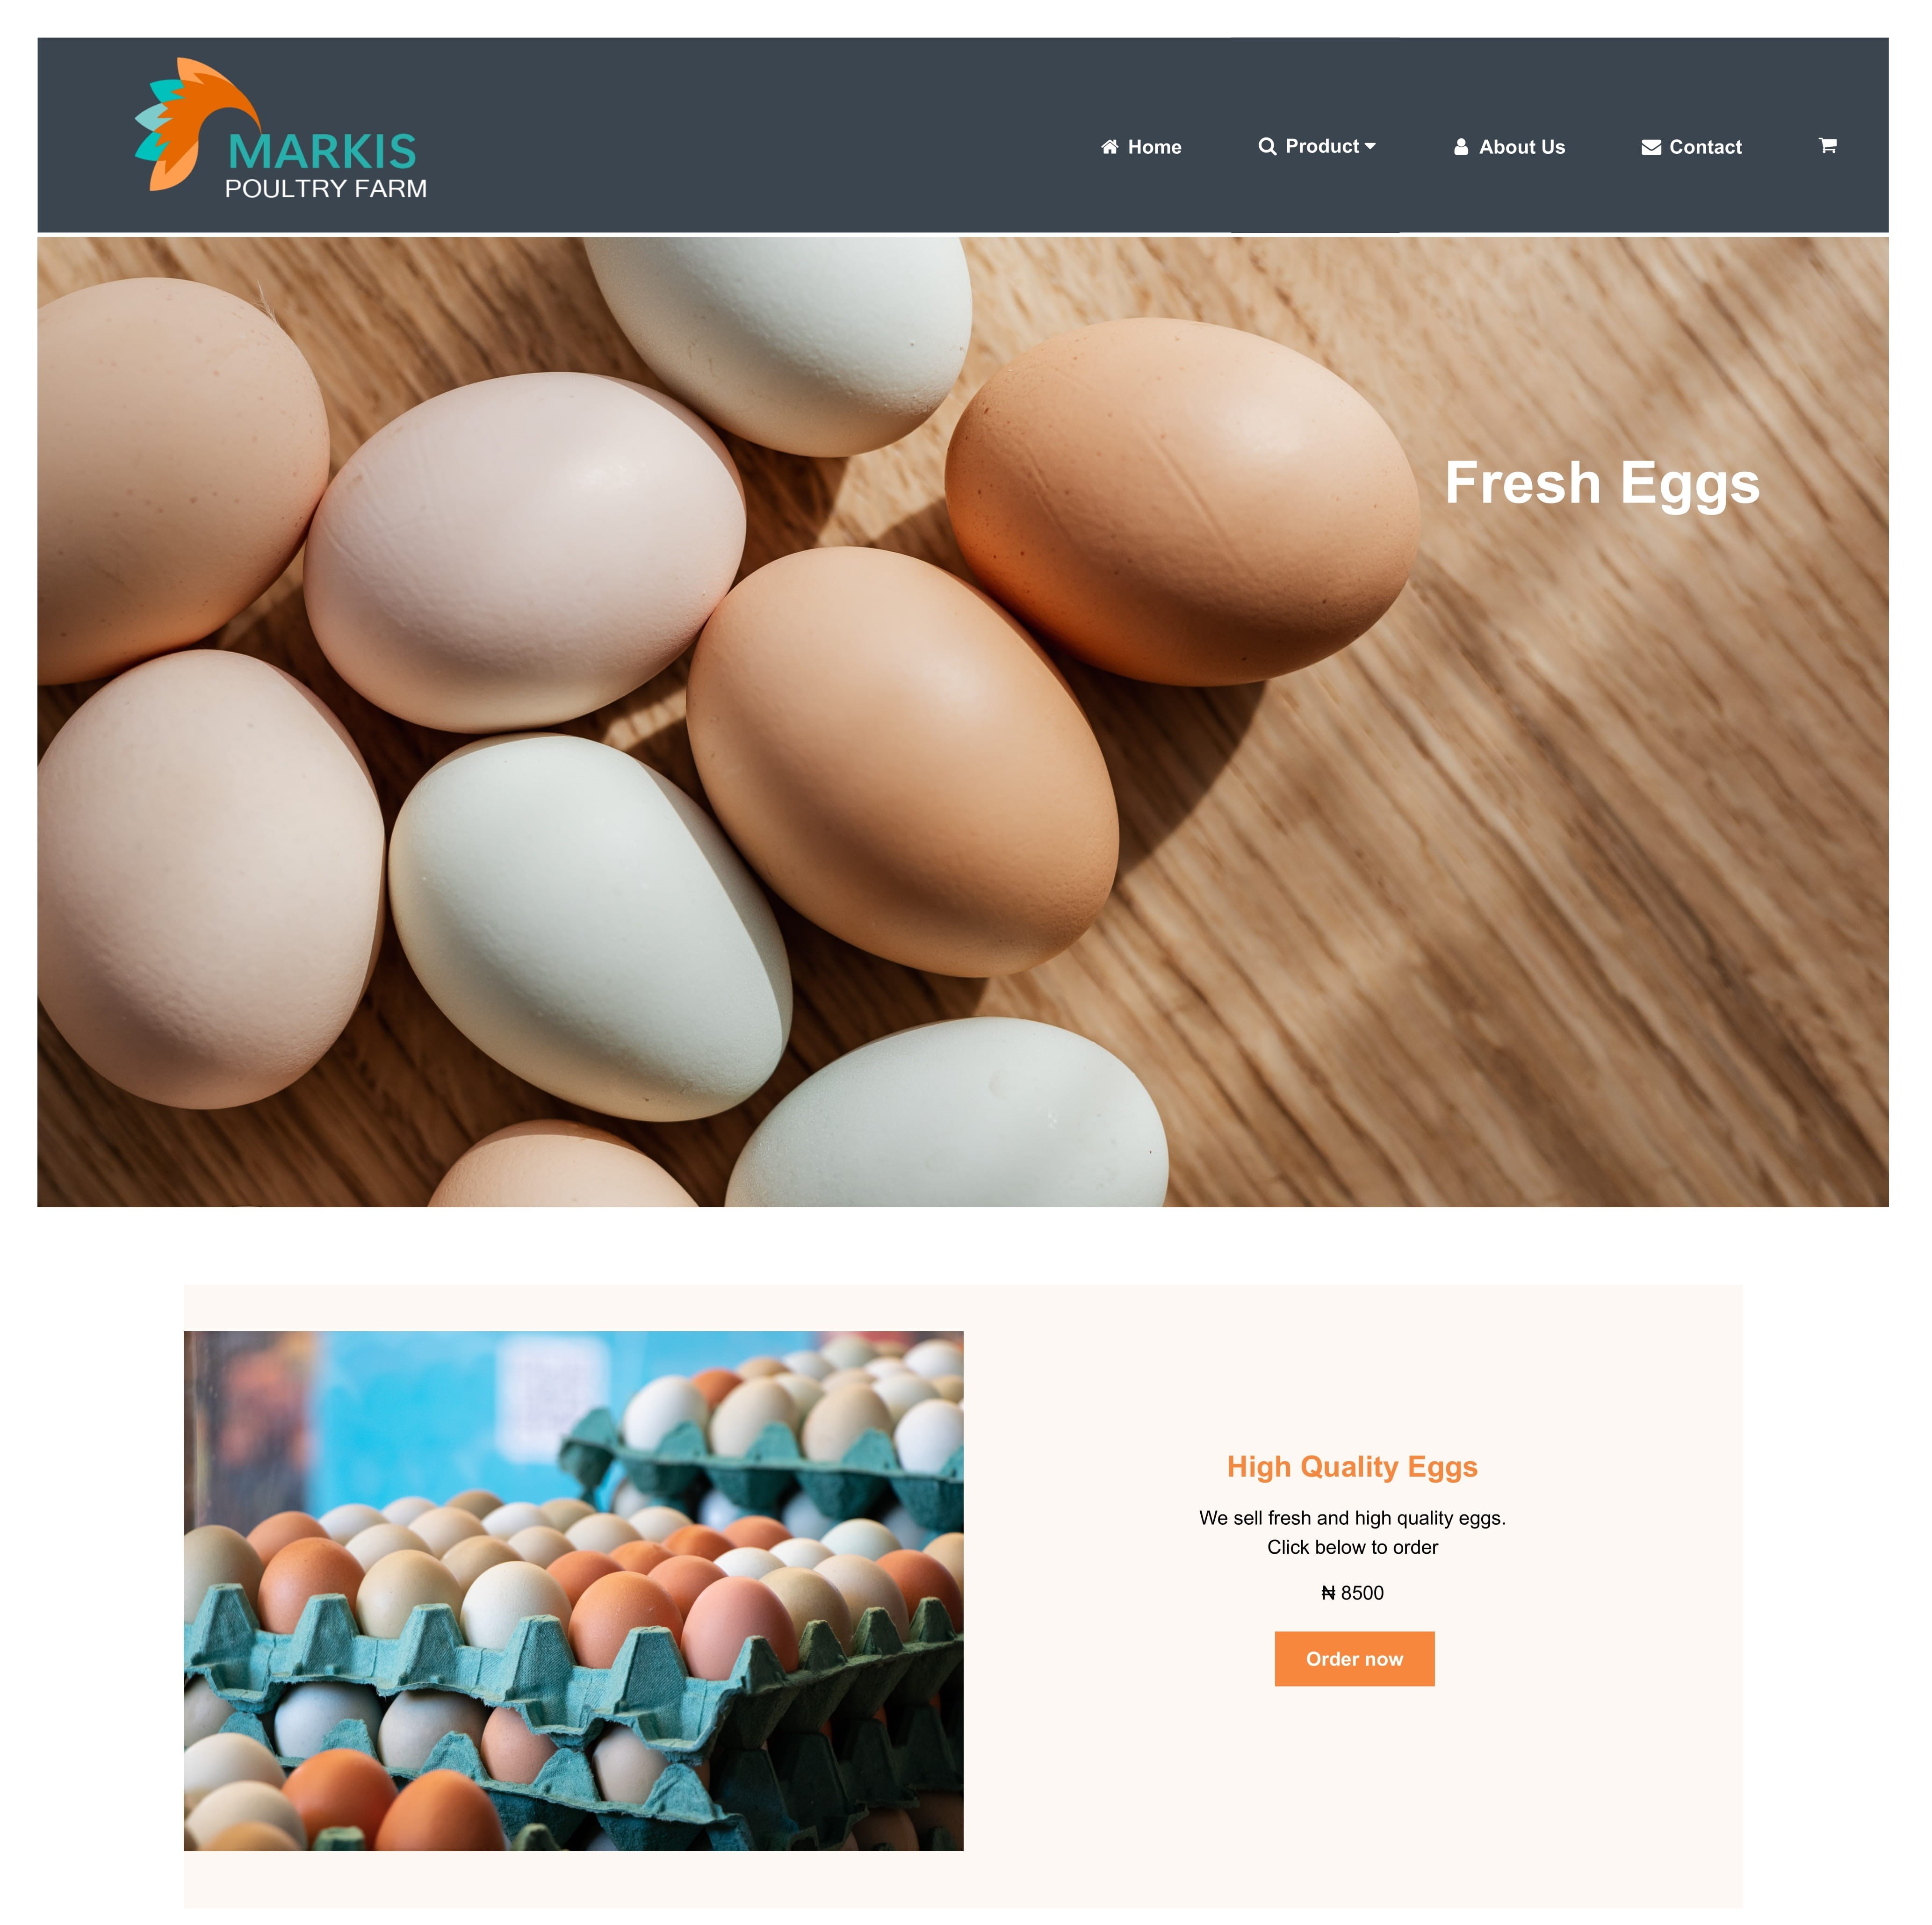 MARKIS
POULTRY FARM
Home
Product
About Us
Contact
Fresh Eggs
High Quality Eggs
We sell fresh and high quality eggs.
Click below to order
₦ 8500
Order now